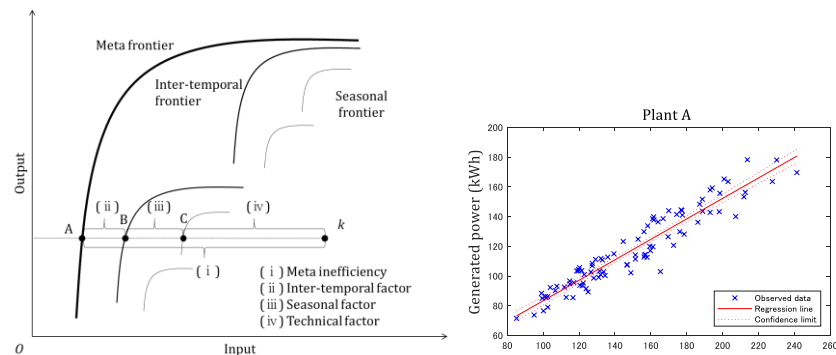 Meta frontier
Inter-temporal
frontier
Seasonal
frontier
Output
(ii)
(iii)
(iv)
A
B
C
k
(i)
(i) Meta inefficiency
(ii) Inter-temporal factor
(iii) Seasonal factor
(iv) Technical factor
O
Input
Plant A
Generated power (kWh)
200
180
160
140
120
100
80
60
80
100
120
140
160
180
200
220
240
260
Observed data
Regression line
Confidence limit